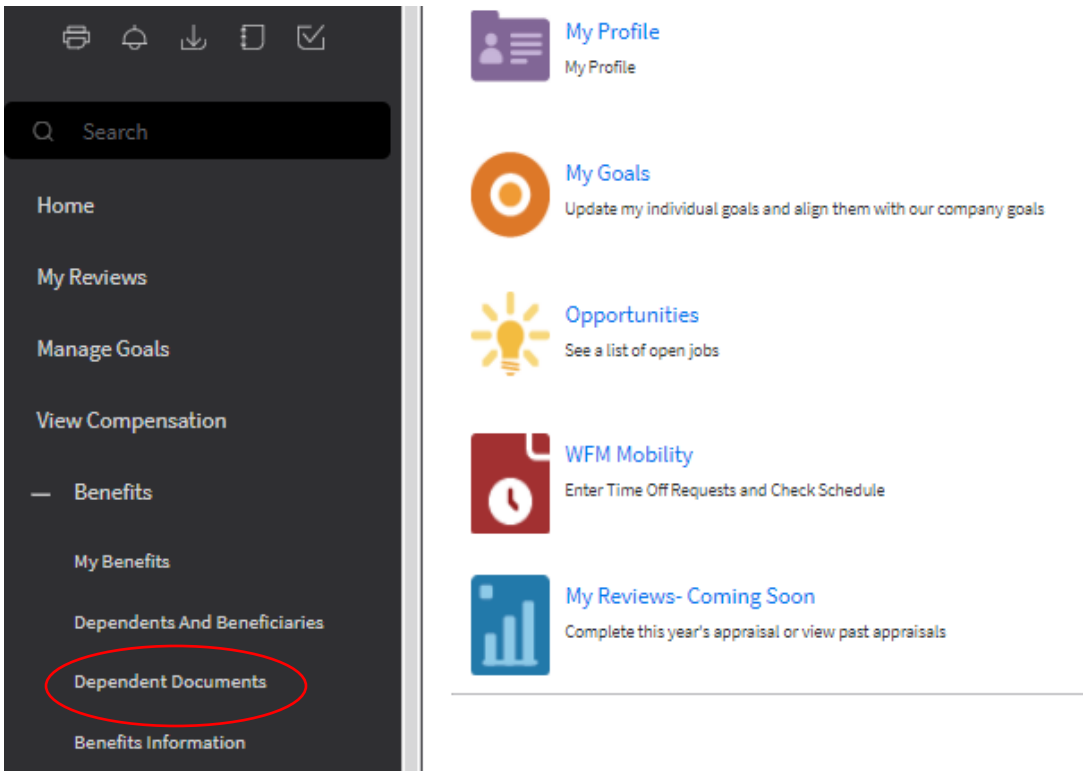 Search
Home
My Reviews
Manage Goals
View Compensation
Benefits
My Benefits
Dependents And Beneficiaries
Dependent Documents
Benefits Information
My Profile
My Profile
My Goals
Update my individual goals and align them with our company goals
Opportunities
See a list of open jobs
WFM Mobility
Enter Time Off Requests and Check Schedule
My Reviews- Coming Soon
Complete this year's appraisal or view past appraisals